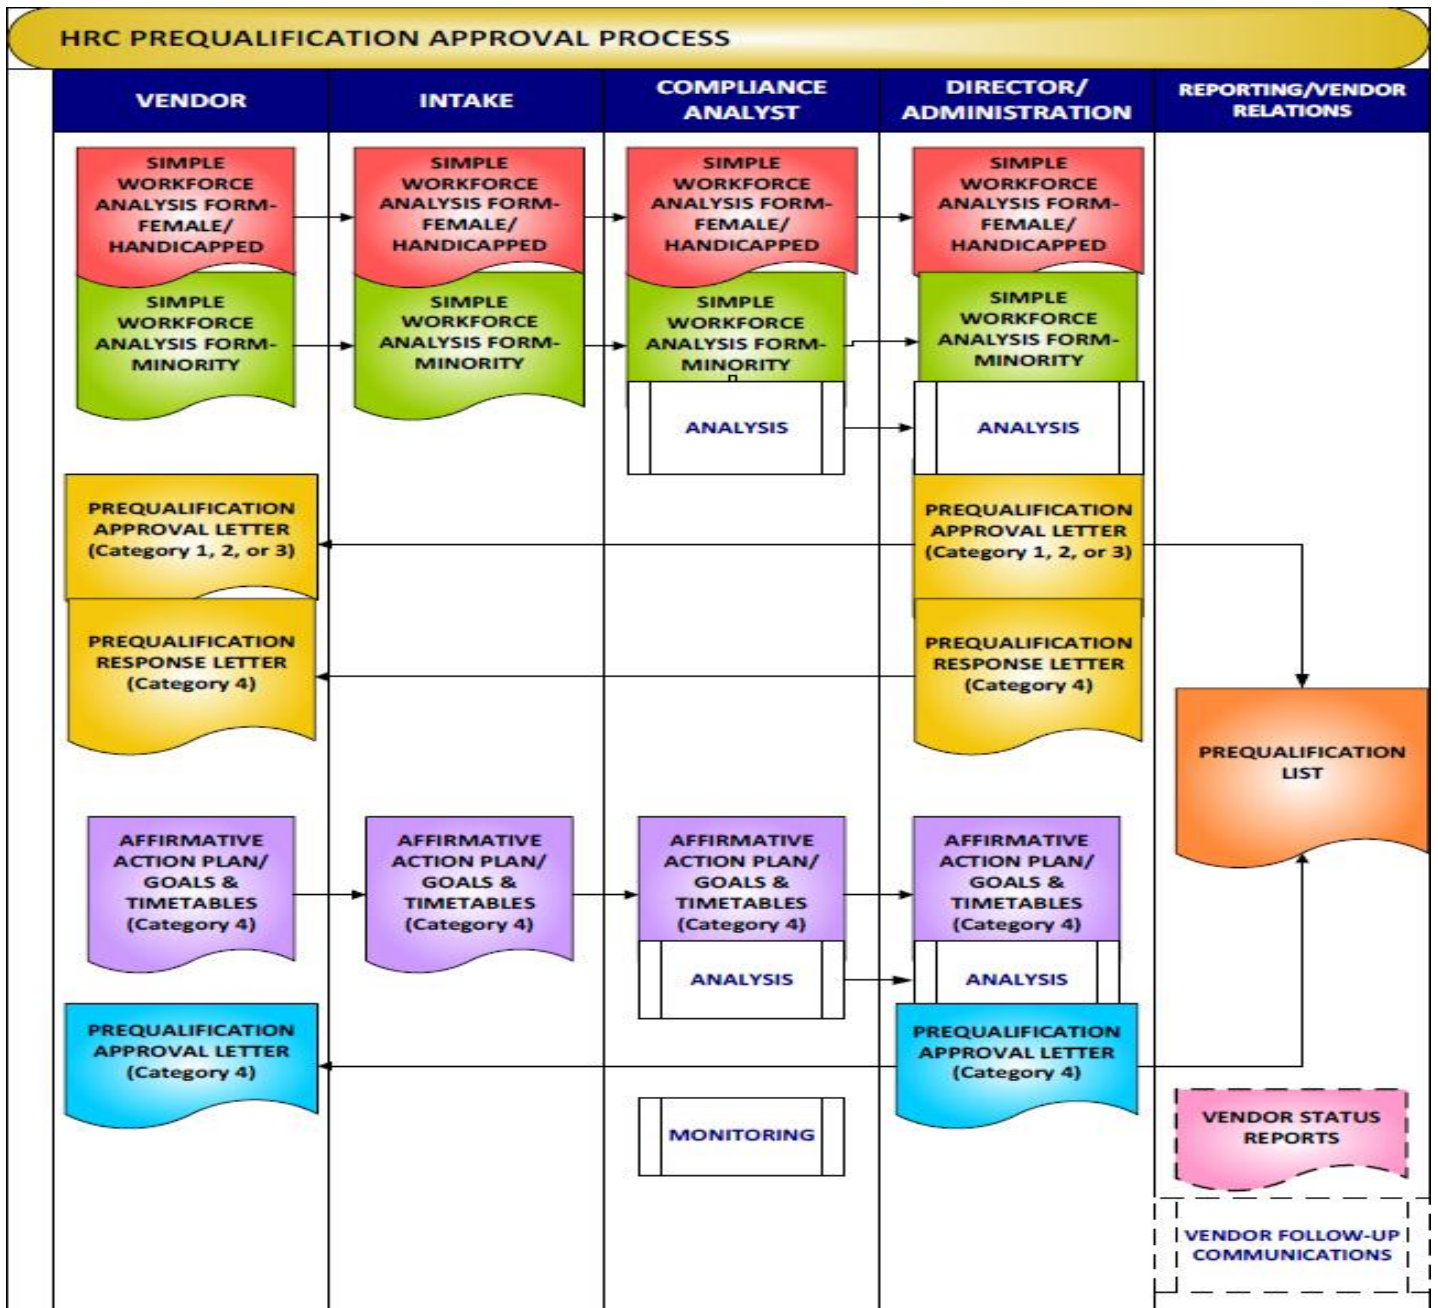 HRC PREQUALIFICATION APPROVAL PROCESS
VENDOR
INTAKE
COMPLIANCE
ANALYST
DIRECTOR/
ADMINISTRATION
REPORTING/VENDOR
RELATIONS
SIMPLE
WORKFORCE
ANALYSIS FORM-
FEMALE/
HANDICAPPED
SIMPLE
WORKFORCE
ANALYSIS FORM-
FEMALE/
HANDICAPPED
SIMPLE
WORKFORCE
ANALYSIS FORM-
FEMALE/
HANDICAPPED
SIMPLE
WORKFORCE
ANALYSIS FORM-
FEMALE/
HANDICAPPED
SIMPLE
WORKFORCE
ANALYSIS FORM-
MINORITY
SIMPLE
WORKFORCE
ANALYSIS FORM-
MINORITY
SIMPLE
WORKFORCE
ANALYSIS FORM-
MINORITY
SIMPLE
WORKFORCE
ANALYSIS FORM-
MINORITY
ANALYSIS
ANALYSIS
PREQUALIFICATION
APPROVAL LETTER
(Category 1, 2, or 3)
PREQUALIFICATION
APPROVAL LETTER
(Category 1, 2, or 3)
PREQUALIFICATION
RESPONSE LETTER
(Category 4)
PREQUALIFICATION
RESPONSE LETTER
(Category 4)
PREQUALIFICATION
LIST
AFFIRMATIVE
ACTION PLAN/
GOALS &
TIMETABLES
(Category 4)
AFFIRMATIVE
ACTION PLAN/
GOALS &
TIMETABLES
(Category 4)
AFFIRMATIVE
ACTION PLAN/
GOALS &
TIMETABLES
(Category 4)
AFFIRMATIVE
ACTION PLAN/
GOALS &
TIMETABLES
(Category 4)
ANALYSIS
ANALYSIS
PREQUALIFICATION
APPROVAL LETTER
(Category 4)
PREQUALIFICATION
APPROVAL LETTER
(Category 4)
MONITORING
VENDOR STATUS
REPORTS
VENDOR FOLLOW-UP
COMMUNICATIONS